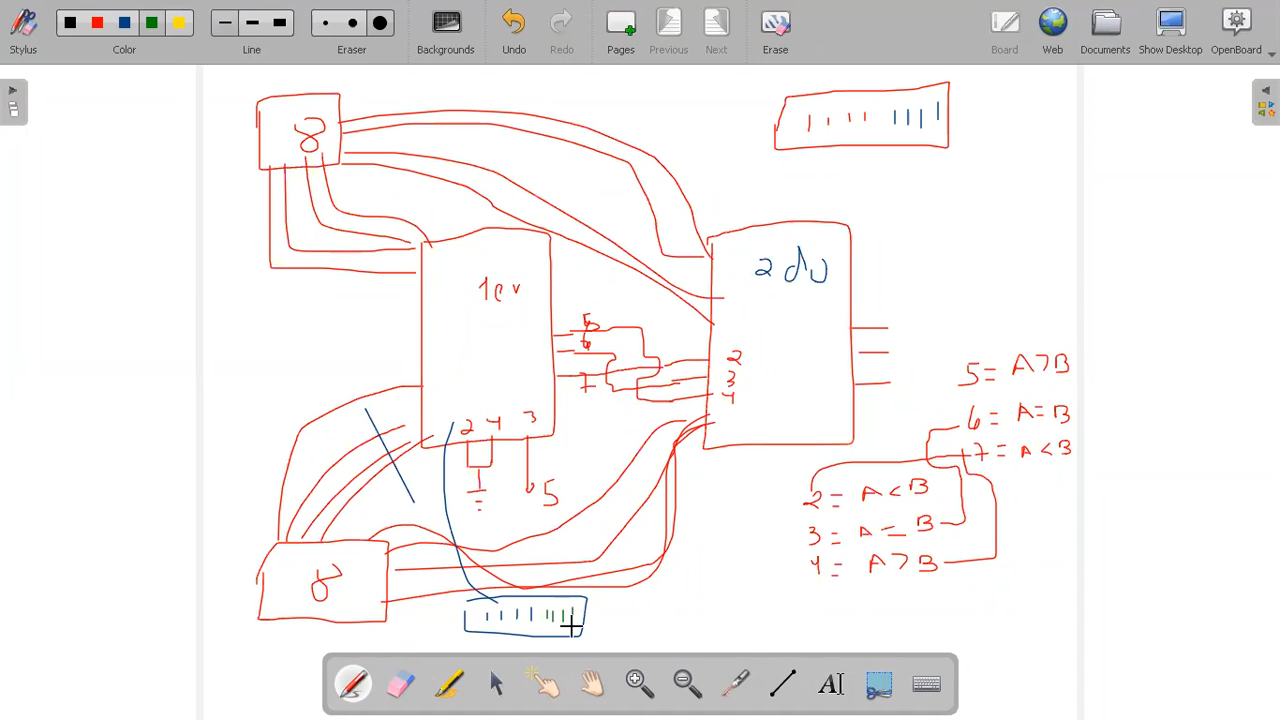 Stylus
Color
Line
Eraser
Backgrounds
Undo
Redo
Pages
Previous
Next
Erase
Board
Web
Documents
Show Desktop
OpenBoard
8
5
6
7
2
3
4
2 4 3
5
8
5 = A > B
6 = A = B
7 = A < B
2 = A < B
3 = A = B
4 = A > B
AI